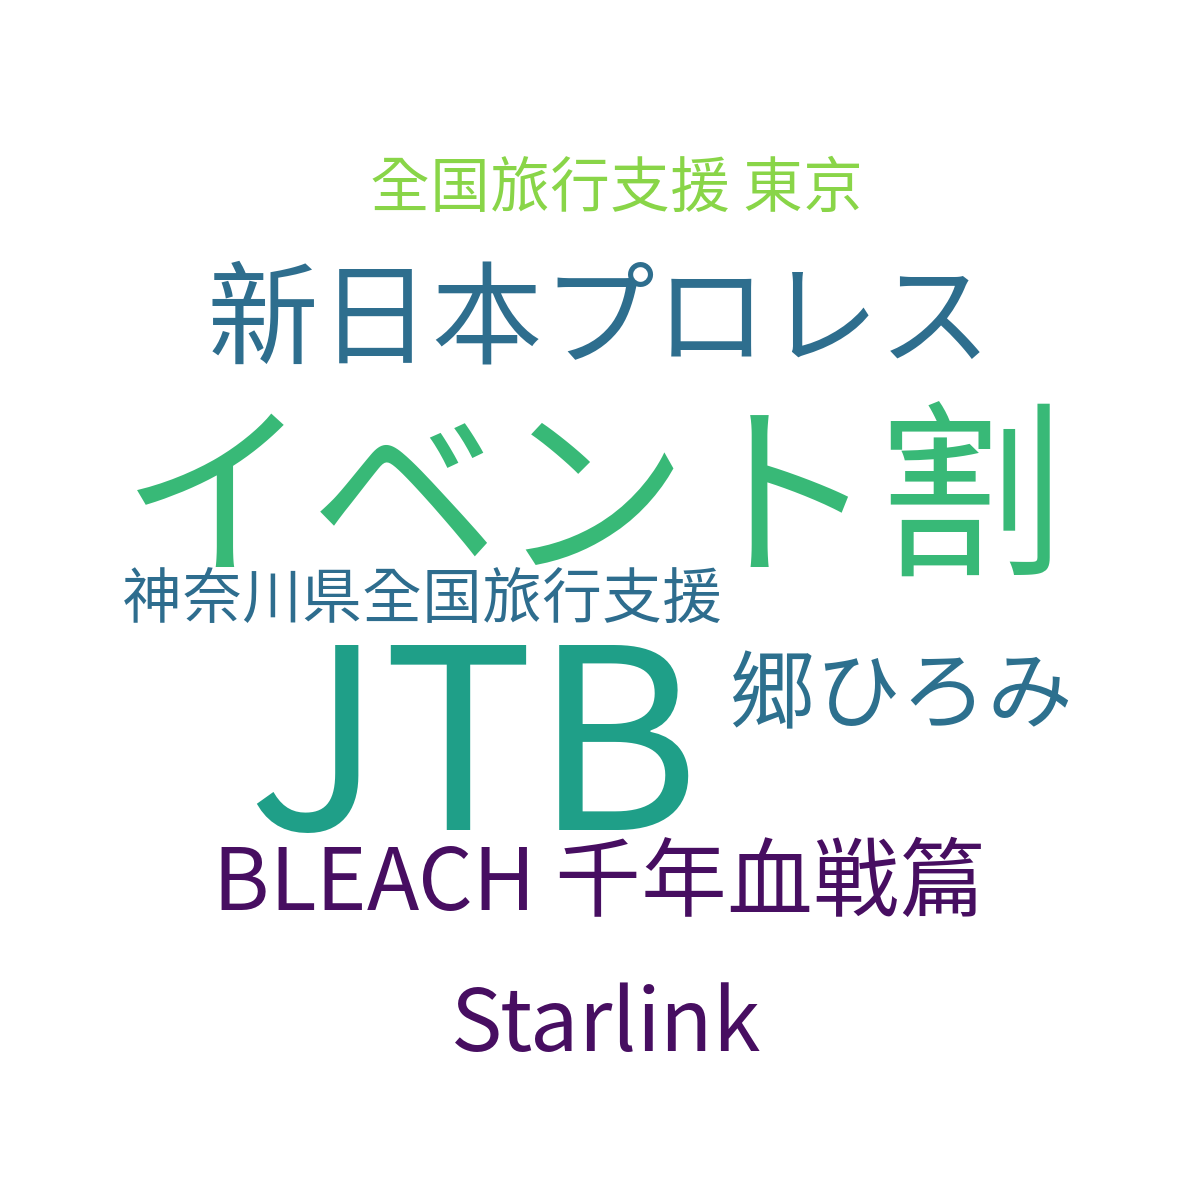 全国旅行支援 東京
新日本プロレス
イベント割
神奈川県全国旅行支援
JTB
郷ひろみ
BLEACH 千年血戦篇
Starlink